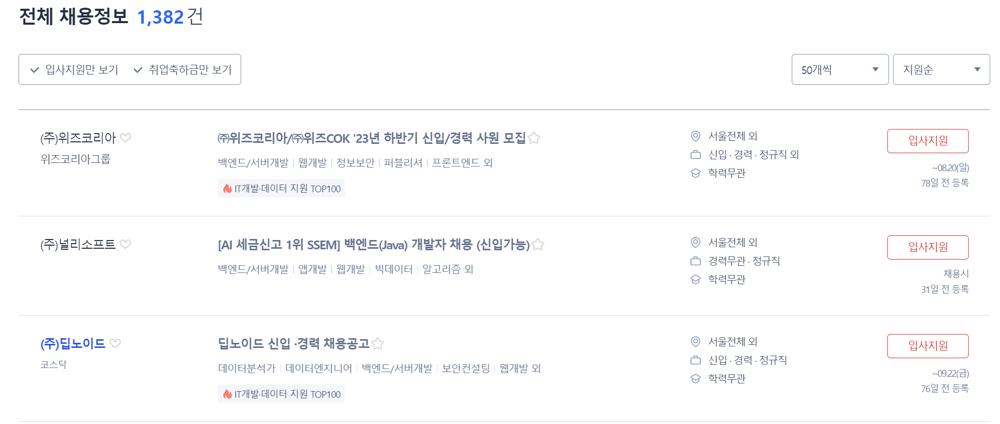 전체 채용정보 1,382건
입사지원만 보기 취업축하금만 보기 50개씩 지원순
(주)위즈코리아
위즈코리아그룹
㈜위즈코리아/㈜위즈COK '23년 하반기 신입/경력 사원 모집
백엔드/서버개발 | 웹개발 | 정보보안 | 퍼블리셔 | 프론트엔드 외
IT개발·데이터 지원 TOP100
서울전체 외
신입 · 경력 · 정규직 외
학력무관
입사지원
~08.20(일)
78일 전 등록
(주)널리소프트
[AI 세금신고 1위 SSEM] 백엔드(Java) 개발자 채용 (신입가능)
백엔드/서버개발 | 앱개발 | 웹개발 | 빅데이터 | 알고리즘 외
서울전체 외
경력무관 · 정규직
학력무관
입사지원
채용시
31일 전 등록
(주)딥노이드
코스닥
딥노이드 신입 ·경력 채용공고
데이터분석가 | 데이터엔지니어 | 백엔드/서버개발 | 보안컨설팅 | 웹개발 외
IT개발·데이터 지원 TOP100
서울전체 외
신입 · 경력 · 정규직
학력무관
입사지원
~09.22(금)
76일 전 등록